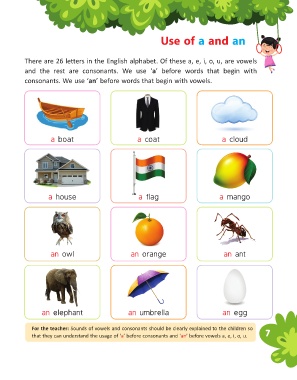 Use of a and an
There are 26 letters in the English alphabet. Of these a, e, i, o, u, are vowels
and the rest are consonants. We use 'a' before words that begin with
consonants. We use 'an' before words that begin with vowels.
a boat
a coat
a cloud
a house
a flag
a mango
an owl
an orange
an ant
an elephant
an umbrella
an egg
For the teacher: Sounds of vowels and consonants should be clearly explained to the children so
that they can understand the usage of 'a' before consonants and 'an' before vowels a, e, i, o, u.
7